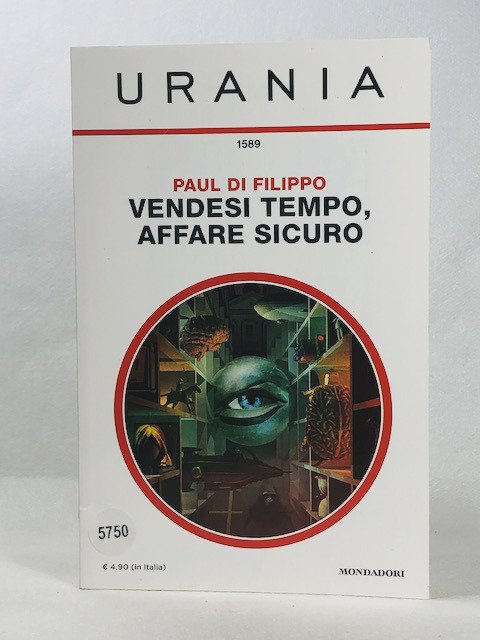 URANIA
1589
PAUL DI FILIPPO
VENDESI TEMPO,
AFFARE SICURO
5750
€ 4,90 (in Italia)
MONDADORI